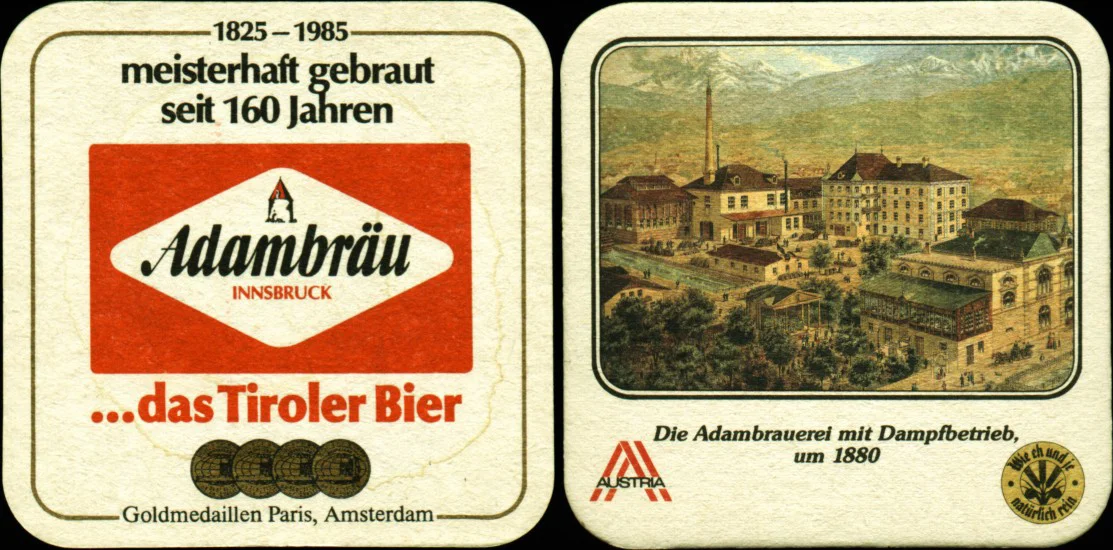 1825 – 1985
meisterhaft gebraut
seit 160 Jahren
Adambräu
INNSBRUCK
...das Tiroler Bier
Goldmedaillen Paris, Amsterdam
Die Adambrauerei mit Dampfbetrieb,
um 1880
AUSTRIA
Wie eh und je
natürlich rein